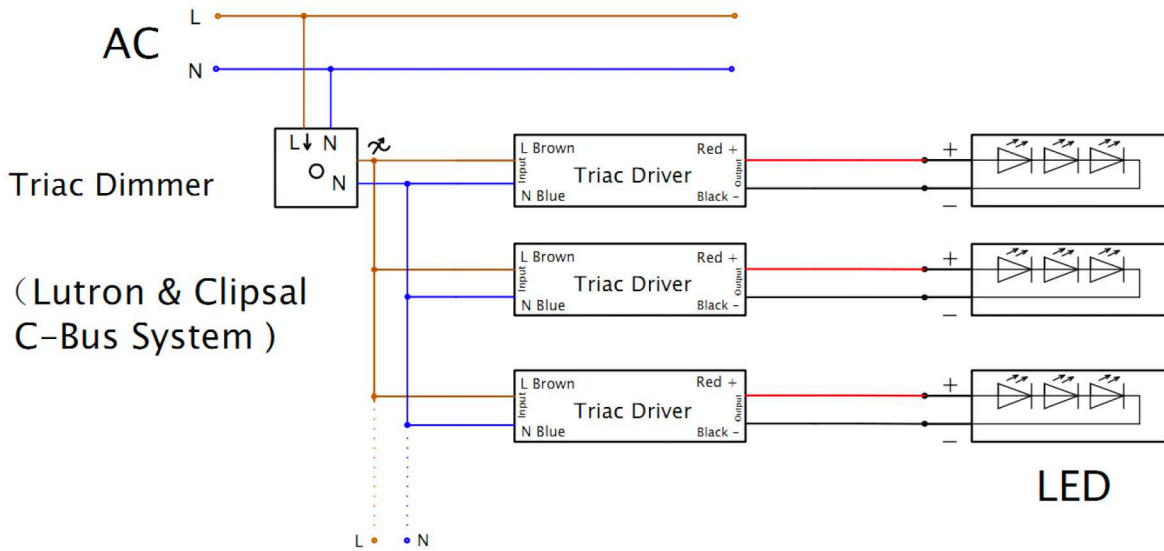 L
AC
N
L N
N
Triac Dimmer
（Lutron & Clipsal
C-Bus System )
L Brown
Input
N Blue
Triac Driver
Red +
Output
Black -
+
−
L Brown
Input
N Blue
Triac Driver
Red +
Output
Black -
+
−
L Brown
Input
N Blue
Triac Driver
Red +
Output
Black -
+
−
LED
L
N